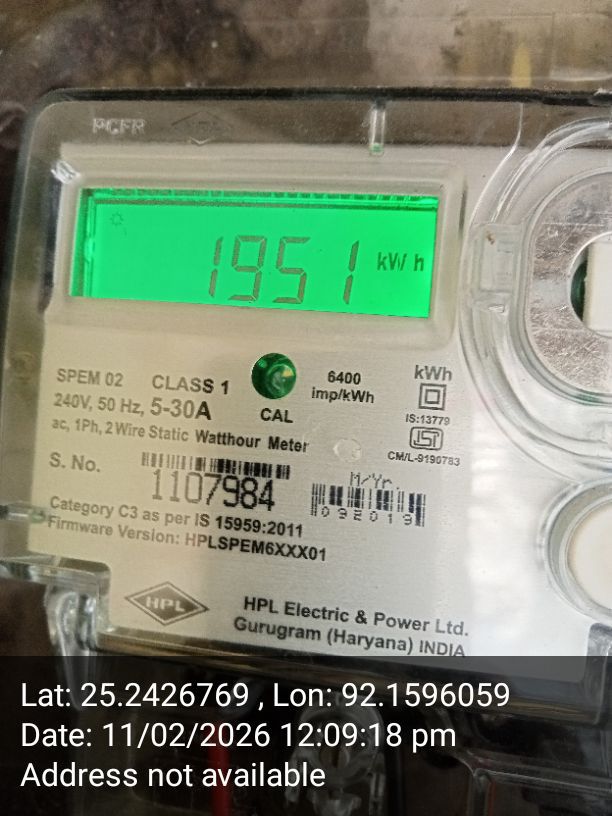 1951 kWh
SPEM 02 CLASS 1
6400
imp/kWh
kWh
240V, 50 Hz, 5-30A
CAL
IS:13779
ac, 1Ph, 2 Wire Static Watthour Meter
ISI
CM/L-9190783
S. No.
1107984
M/Yr.
092019
Category C3 as per IS 15959:2011
Firmware Version: HPLSPEM6XXX01
HPL
HPL Electric & Power Ltd.
Gurugram (Haryana) INDIA
Lat: 25.2426769 , Lon: 92.1596059
Date: 11/02/2026 12:09:18 pm
Address not available